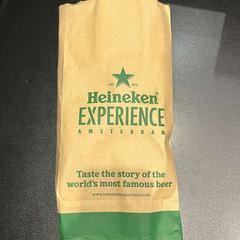 Heineken
EXPERIENCE
AMSTERDAM
Taste the story of the
world's most famous beer
www.heinekenexperience.com